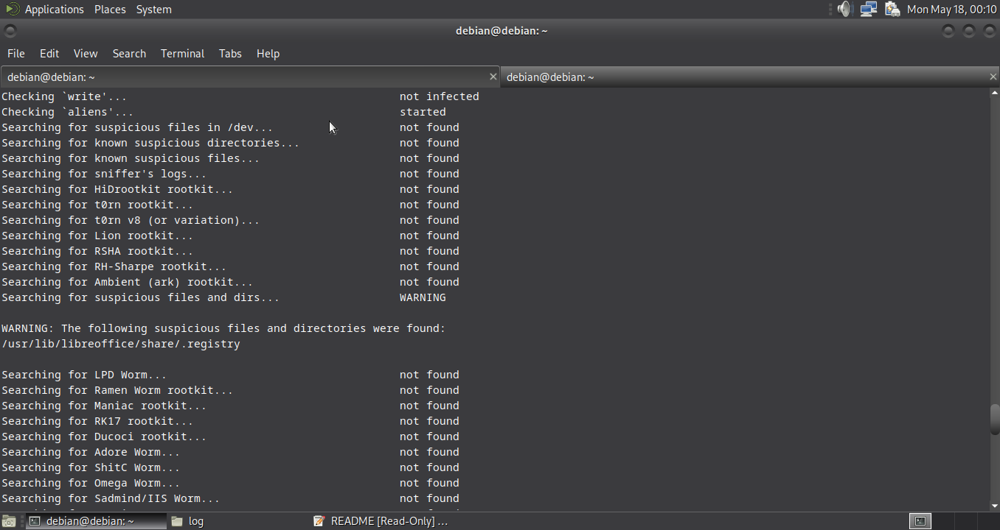 Applications Places System Mon May 18, 00:10
debian@debian: ~
File Edit View Search Terminal Tabs Help
debian@debian: ~ debian@debian: ~
Checking `write'... not infected
Checking `aliens'... started
Searching for suspicious files in /dev... not found
Searching for known suspicious directories... not found
Searching for known suspicious files... not found
Searching for sniffer's logs... not found
Searching for HiDrootkit rootkit... not found
Searching for t0rn rootkit... not found
Searching for t0rn v8 (or variation)... not found
Searching for Lion rootkit... not found
Searching for RSHA rootkit... not found
Searching for RH-Sharpe rootkit... not found
Searching for Ambient (ark) rootkit... not found
Searching for suspicious files and dirs... WARNING
WARNING: The following suspicious files and directories were found:
/usr/lib/libreoffice/share/.registry
Searching for LPD Worm... not found
Searching for Ramen Worm rootkit... not found
Searching for Maniac rootkit... not found
Searching for RK17 rootkit... not found
Searching for Ducoci rootkit... not found
Searching for Adore Worm... not found
Searching for ShitC Worm... not found
Searching for Omega Worm... not found
Searching for Sadmind/IIS Worm... not found
debian@debian: ~ log README [Read-Only] ...